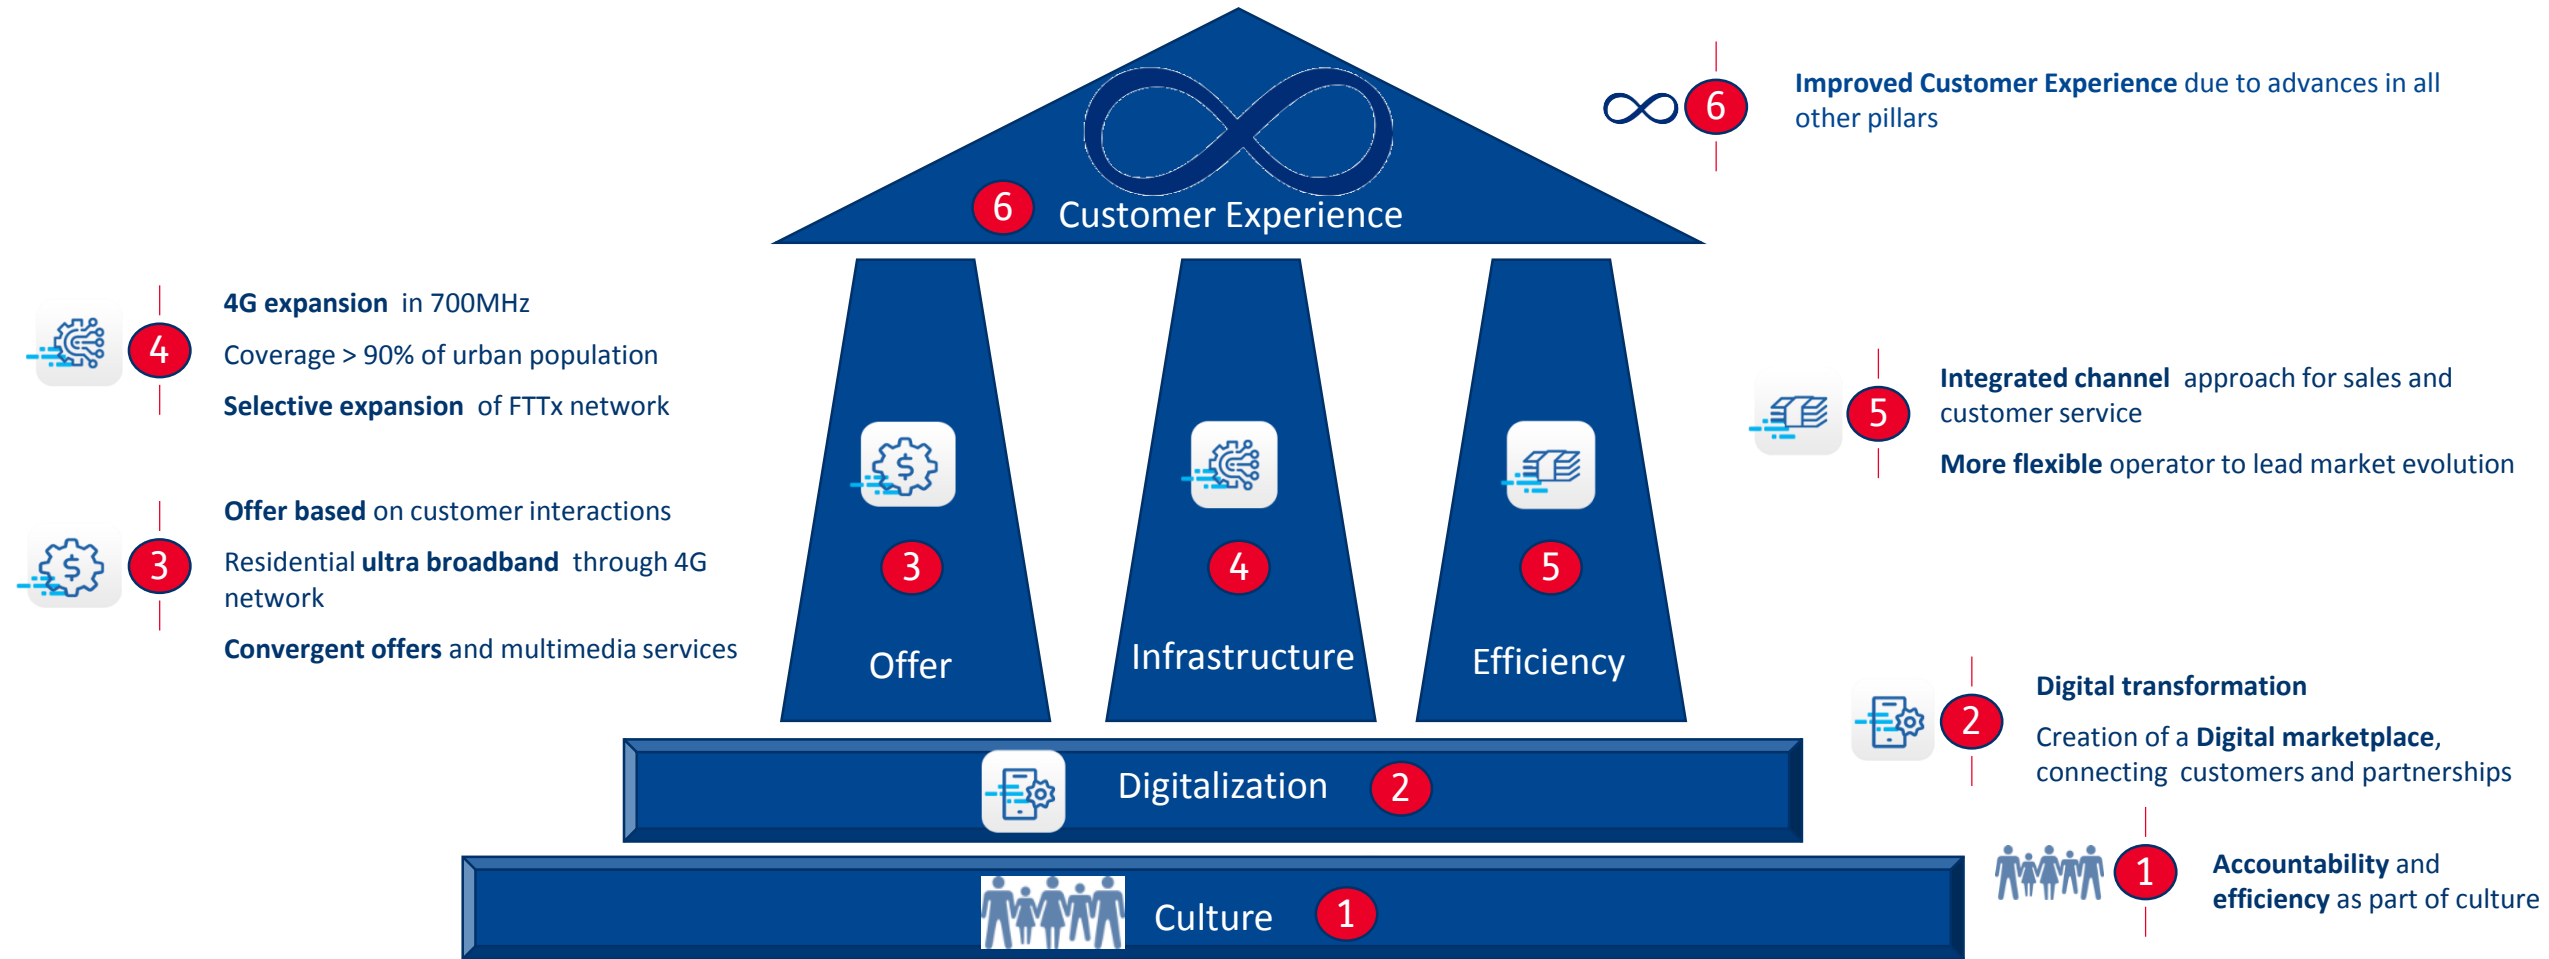 6
Improved Customer Experience due to advances in all
other pillars
6
Customer Experience
4
4G expansion in 700MHz
Coverage > 90% of urban population
Selective expansion of FTTx network
3
Offer based on customer interactions
Residential ultra broadband through 4G
network
Convergent offers and multimedia services
3
Offer
4
Infrastructure
5
Efficiency
5
Integrated channel approach for sales and
customer service
More flexible operator to lead market evolution
2
Digital transformation
Creation of a Digital marketplace,
connecting customers and partnerships
Digitalization 2
1
Accountability and
efficiency as part of culture
Culture 1